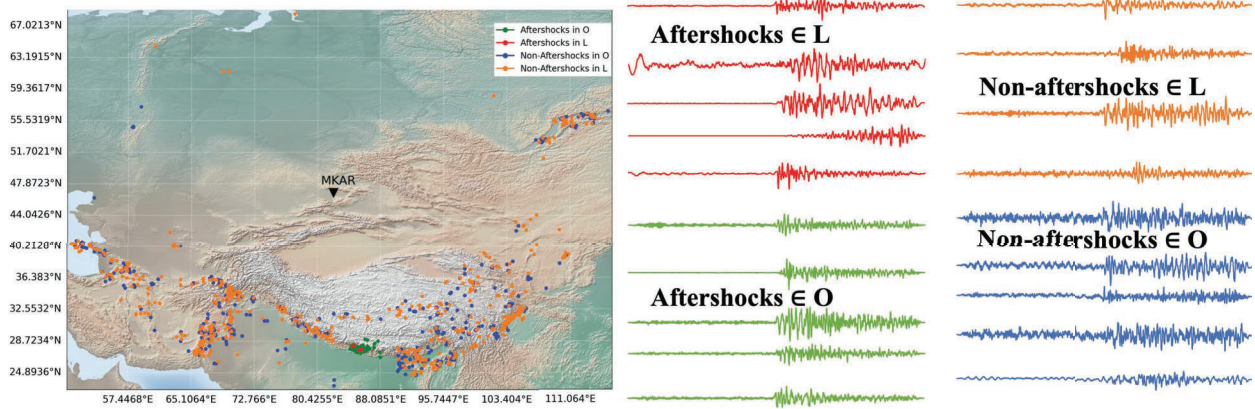 67.0213°N
63.1915°N
59.3617°N
55.5319°N
51.7021°N
47.8723°N
44.0426°N
40.2128°N
36.383°N
32.5532°N
28.7234°N
24.8936°N
57.4468°E 65.1064°E 72.766°E 80.4255°E 88.0851°E 95.7447°E 103.404°E 111.064°E
Aftershocks in O
Aftershocks in L
Non-Aftershocks in O
Non-Aftershocks in L
MKAR
Aftershocks ∈ L
Aftershocks ∈ O
Non-aftershocks ∈ L
Non-aftershocks ∈ O